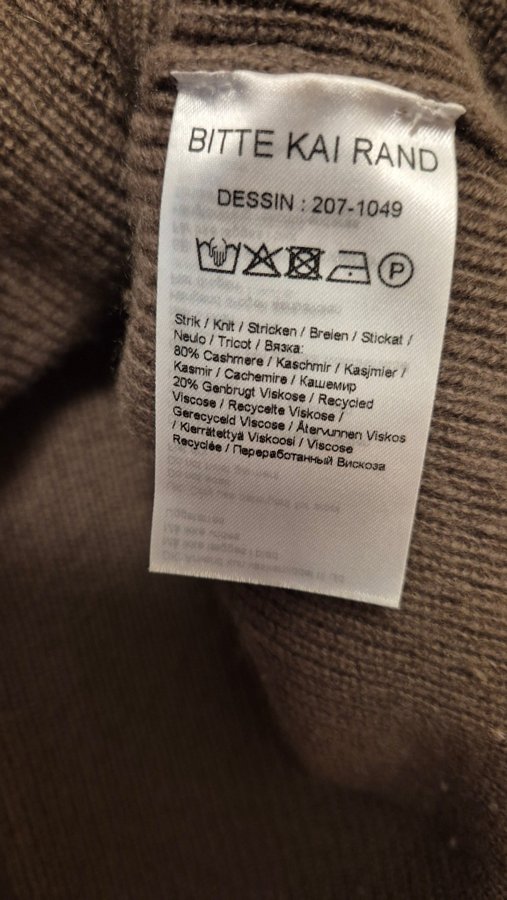 BITTE KAI RAND
DESSIN : 207-1049
P
Strik / Knit / Stricken / Breien / Stickat /
Neulo / Tricot / Вязка:
80% Cashmere / Kaschmir / Kasjmier /
Kasmir / Cachemire / Кашемир
20% Genbrugt Viskose / Recycled
Viscose / Recycelte Viskose /
Gerecyceld Viscose / Återvunnen Viskos
/ Kierrätettyä Viskoosi / Viscose
Recyclée / Переработанный Вискоза